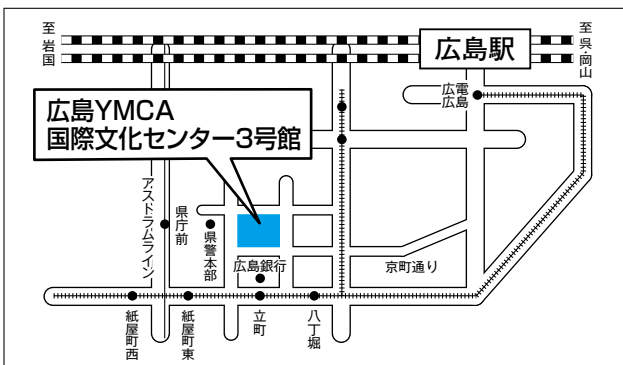 至岩国
広島駅
至呉・岡山
広電広島
広島YMCA
国際文化センター3号館
アストラムライン
県庁前
県警本部
広島銀行
京町通り
紙屋町西
紙屋町東
立町
八丁堀